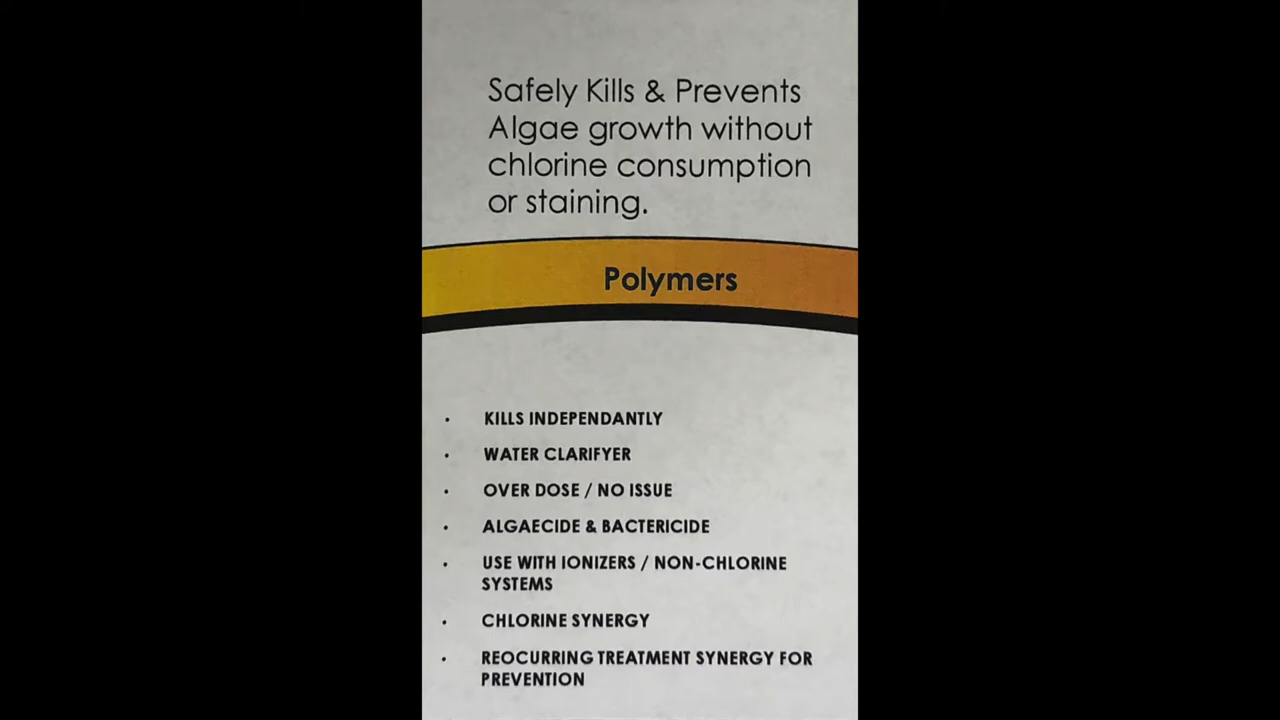 Safely Kills & Prevents
Algae growth without
chlorine consumption
or staining.
Polymers
• KILLS INDEPENDANTLY
• WATER CLARIFYER
• OVER DOSE / NO ISSUE
• ALGAECIDE & BACTERICIDE
• USE WITH IONIZERS / NON-CHLORINE
SYSTEMS
• CHLORINE SYNERGY
• REOCURRING TREATMENT SYNERGY FOR
PREVENTION